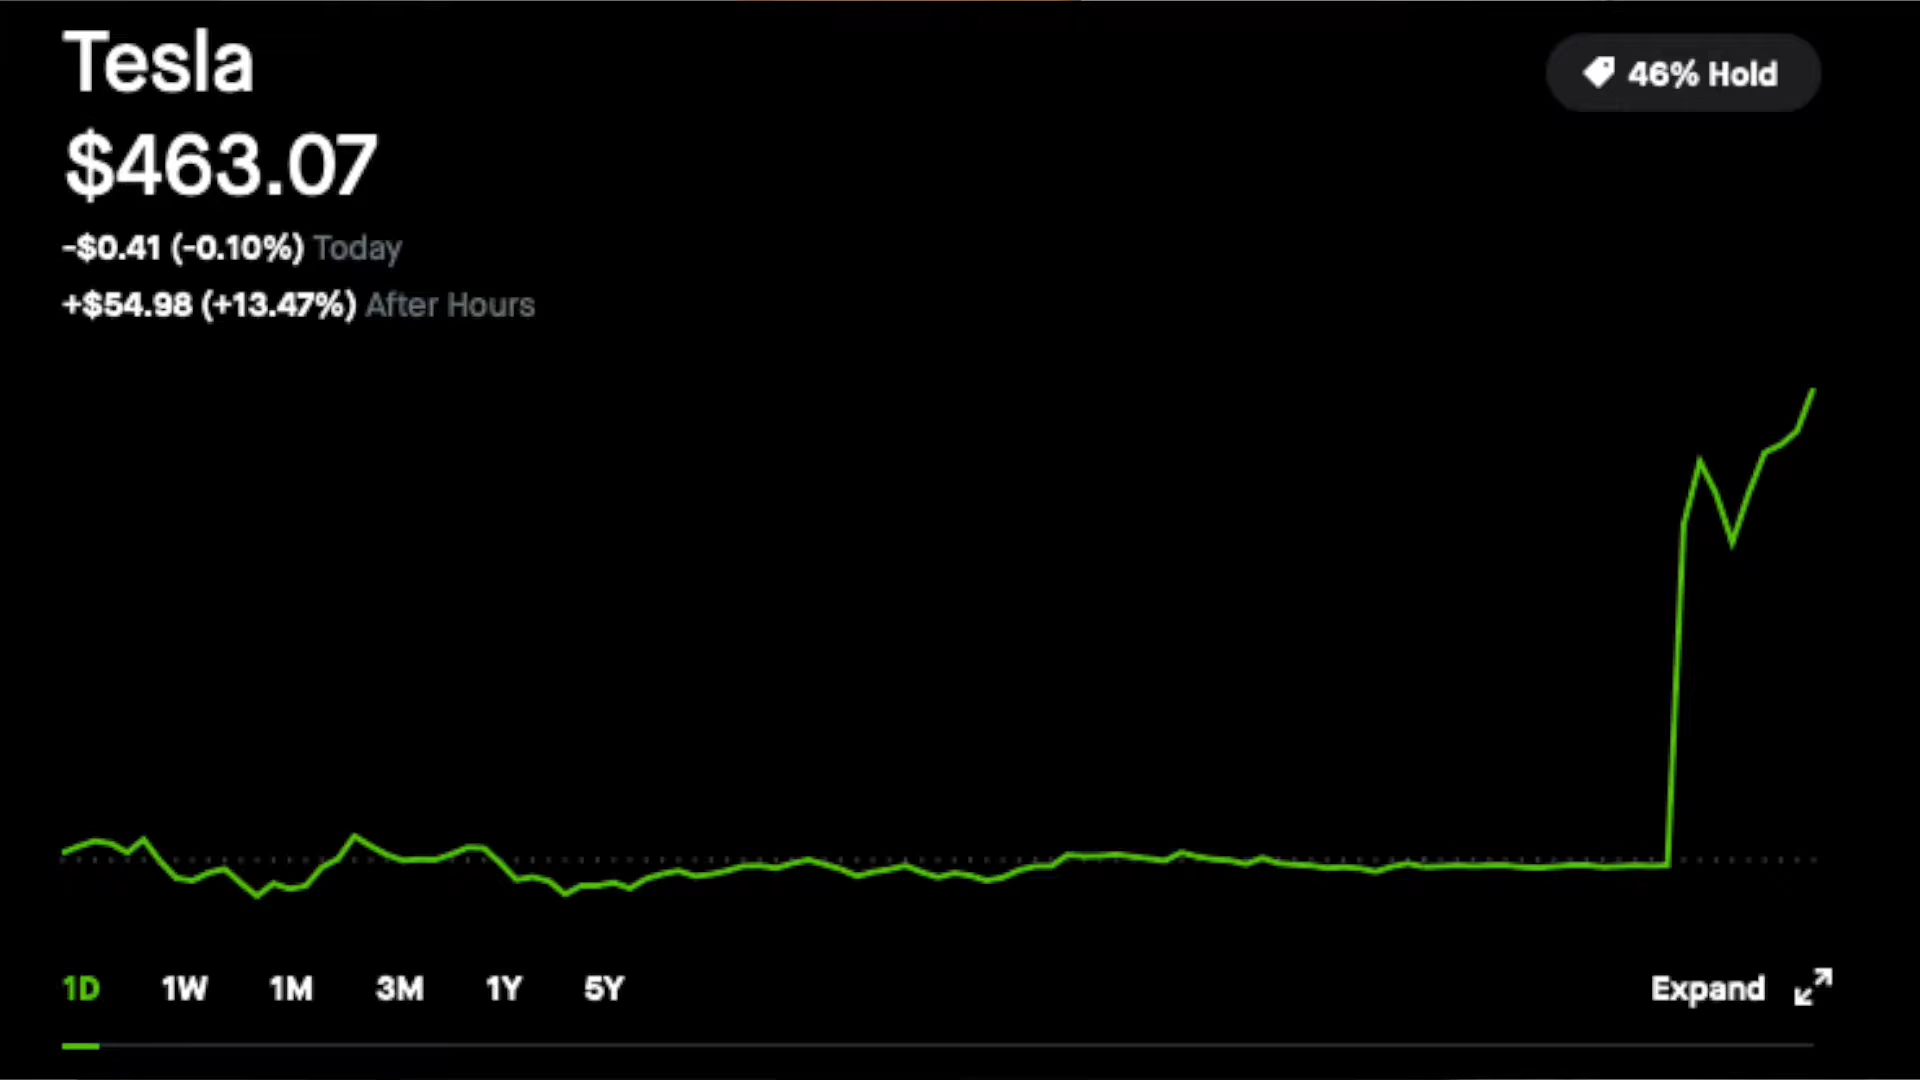 Tesla
46% Hold
$463.07
-$0.41 (-0.10%) Today
+$54.98 (+13.47%) After Hours
1D 1W 1M 3M 1Y 5Y Expand